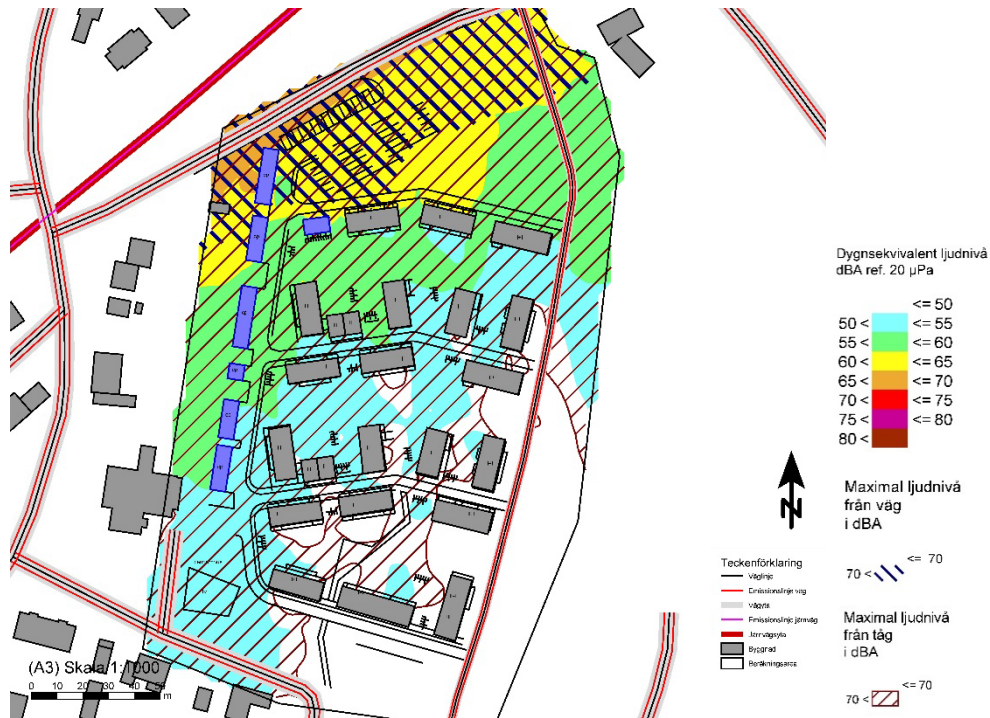 Dygnsekvivalent ljudnivå
dBA ref. 20 µPa
<= 50
50 < <= 55
55 < <= 60
60 < <= 65
65 < <= 70
70 < <= 75
75 < <= 80
80 <
N
Maximal ljudnivå
från väg
i dBA
70 < <= 70
Maximal ljudnivå
från tåg
i dBA
70 < <= 70
Teckenförklaring
Väglinje
Emissionslinje väg
Vägyta
Emissionslinje järnväg
Järnvägsyta
Byggnad
Beräkningsarea
(A3) Skala 1:1000
0 10 20 30 40 50
m